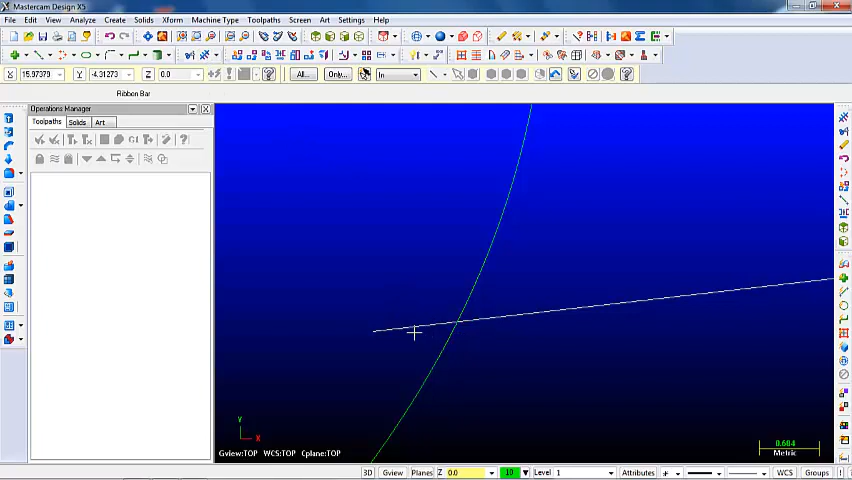 Mastercam Design X5
File Edit View Analyze Create Solids Xform Machine Type Toolpaths Screen Art Settings Help
X 15.97379 Y -4.31273 Z 0.0 All... Only... In
Ribbon Bar
Operations Manager
Toolpaths Solids Art
G1
Y
X
Gview:TOP WCS:TOP Cplane:TOP
0.684
Metric
3D Gview Planes Z 0.0 10 Level 1 Attributes WCS Groups